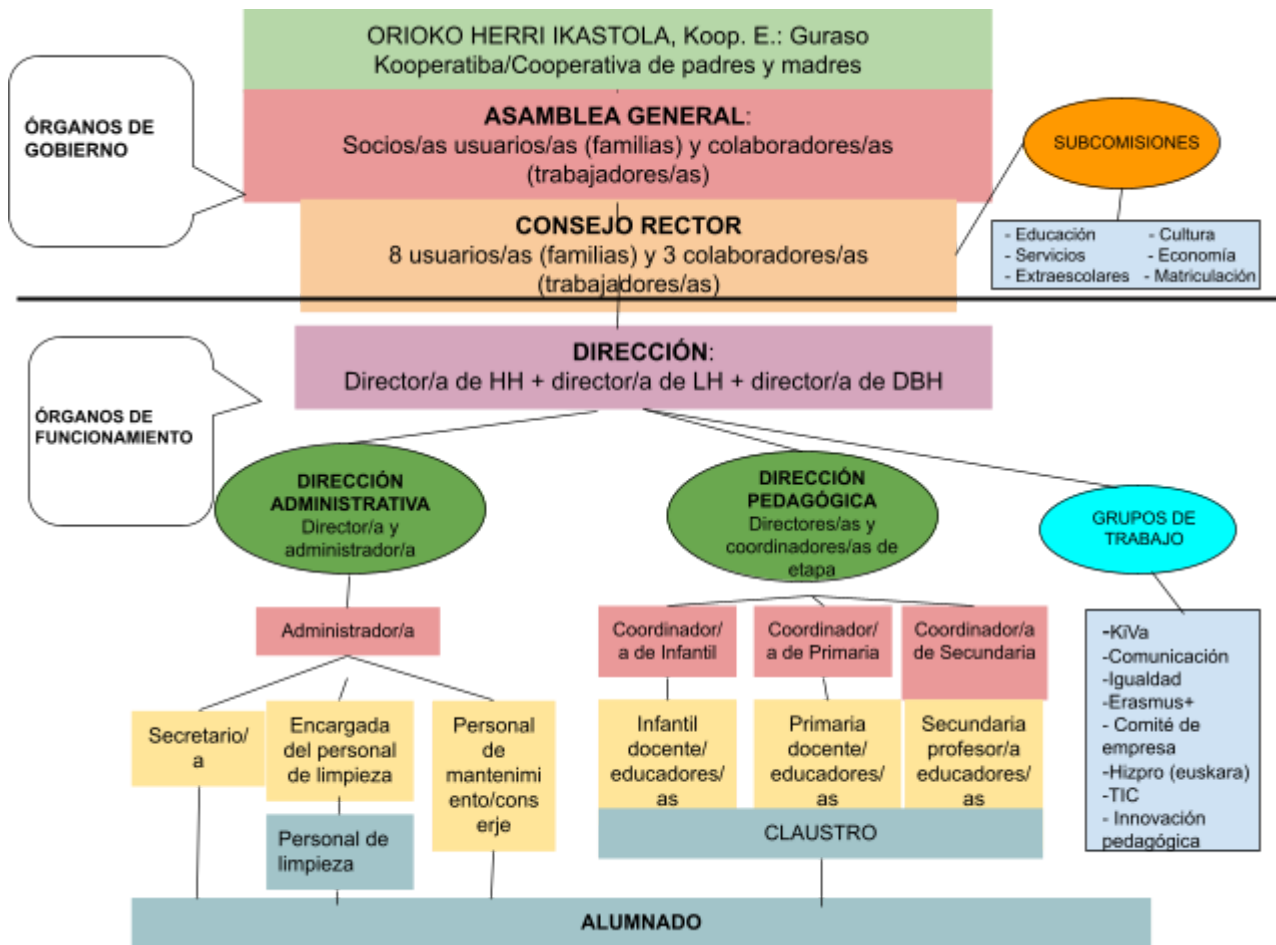 ORIOKO HERRI IKASTOLA, Koop. E.: Guraso
Kooperatiba/Cooperativa de padres y madres
ÓRGANOS DE
GOBIERNO
ASAMBLEA GENERAL:
Socios/as usuarios/as (familias) y colaboradores/as
(trabajadores/as)
SUBCOMISIONES
CONSEJO RECTOR
8 usuarios/as (familias) y 3 colaboradores/as
(trabajadores/as)
- Educación - Cultura
- Servicios - Economía
- Extraescolares - Matriculación
DIRECCIÓN:
Director/a de HH + director/a de LH + director/a de DBH
ÓRGANOS DE
FUNCIONAMIENTO
DIRECCIÓN
ADMINISTRATIVA
Director/a y
administrador/a
DIRECCIÓN
PEDAGÓGICA
Directores/as y
coordinadores/as de
etapa
GRUPOS DE
TRABAJO
Administrador/a
Coordinador/
a de Infantil
Coordinador/
a de Primaria
Coordinador/a
de Secundaria
-KiVa
-Comunicación
-Igualdad
-Erasmus+
- Comité de
empresa
-Hizpro (euskara)
-TIC
- Innovación
pedagógica
Secretario/
a
Encargada
del personal
de limpieza
Personal
de
mantenimi
ento/cons
erje
Infantil
docente/
educadores/
as
Primaria
docente/
educadores/
as
Secundaria
profesor/a
educadores/
as
Personal de
limpieza
CLAUSTRO
ALUMNADO